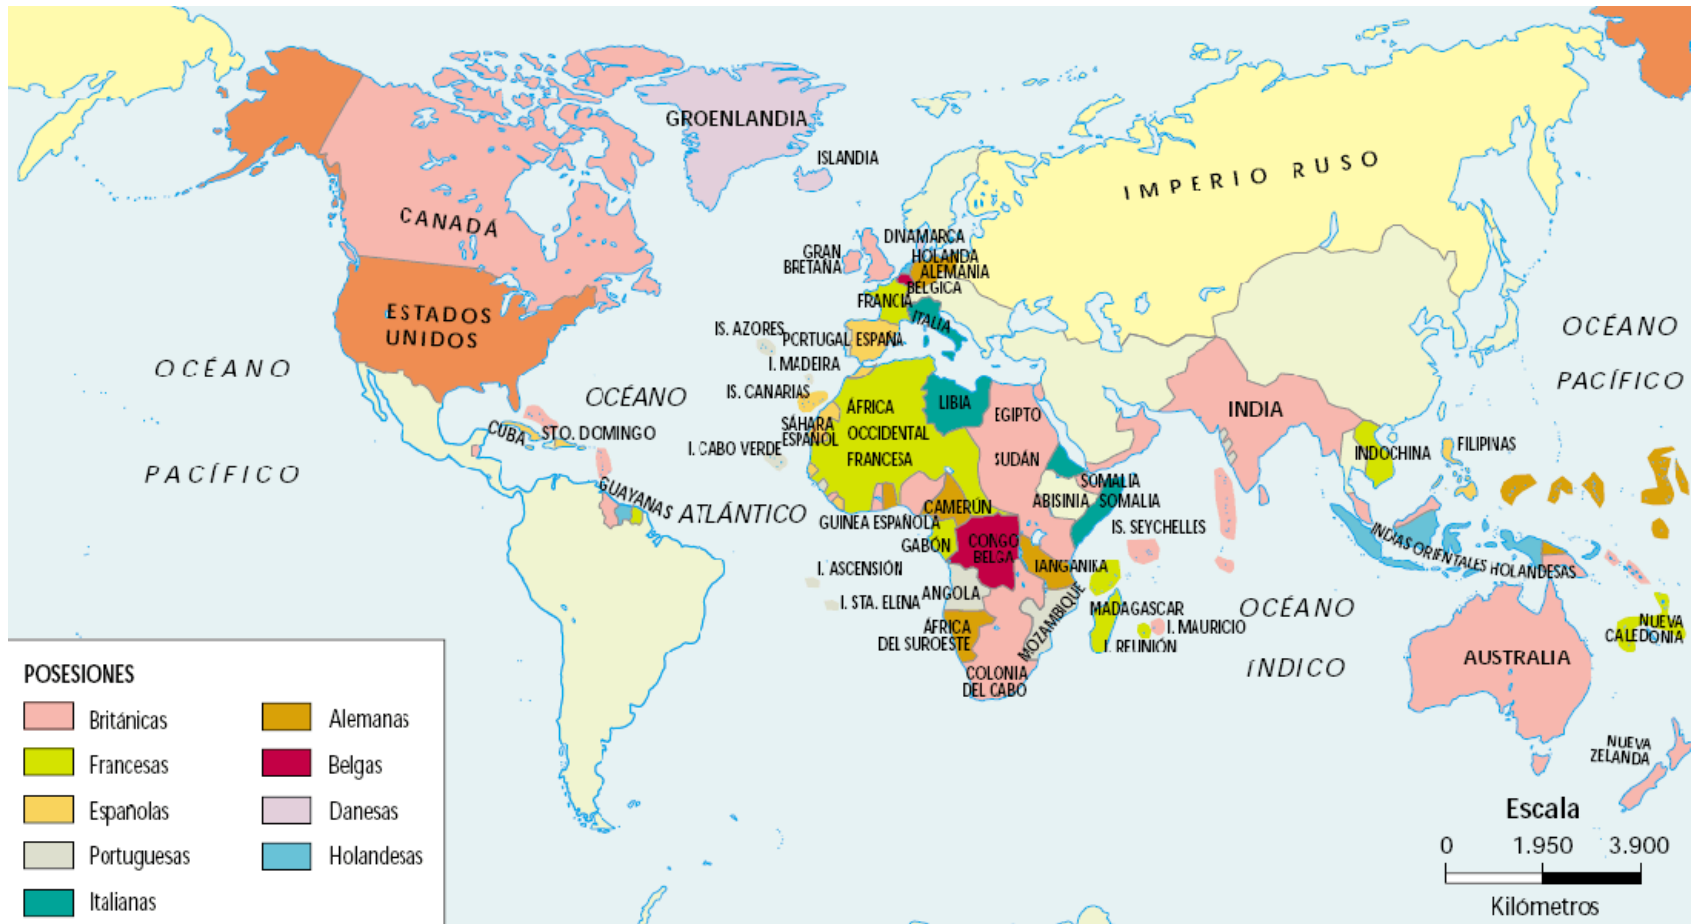 GROENLANDIA
ISLANDIA
IMPERIO RUSO
CANADÁ
DINAMARCA
GRAN
BRETAÑA
HOLANDA
ALEMANIA
BELGICA
FRANCIA
ITALIA
ESTADOS
UNIDOS
IS. AZORES
PORTUGAL
ESPAÑA
I. MADEIRA
OCÉANO
PACÍFICO
OCÉANO
ATLÁNTICO
OCÉANO
PACÍFICO
IS. CANARIAS
ÁFRICA
OCCIDENTAL
FRANCESA
LIBIA
EGIPTO
INDIA
SÁHARA
ESPAÑOL
CUBA
STO. DOMINGO
I. CABO VERDE
SUDÁN
INDOCHINA
FILIPINAS
GUAYANAS
SOMALIA
ABISINIA
SOMALIA
CAMERÚN
GUINEA ESPAÑOLA
IS. SEYCHELLES
GABÓN
CONGO
BELGA
INDIAS ORIENTALES HOLANDESAS
I. ASCENSIÓN
TANGANIKA
I. STA. ELENA
ANGOLA
MOZAMBIQUE
MADAGASCAR
OCÉANO
ÍNDICO
ÁFRICA
DEL SUROESTE
I. MAURICIO
I. REUNIÓN
NUEVA
CALEDONIA
AUSTRALIA
COLONIA
DEL CABO
NUEVA
ZELANDA
POSESIONES
Británicas
Francesas
Españolas
Portuguesas
Italianas
Alemanas
Belgas
Danesas
Holandesas
Escala
0 1.950 3.900
Kilómetros